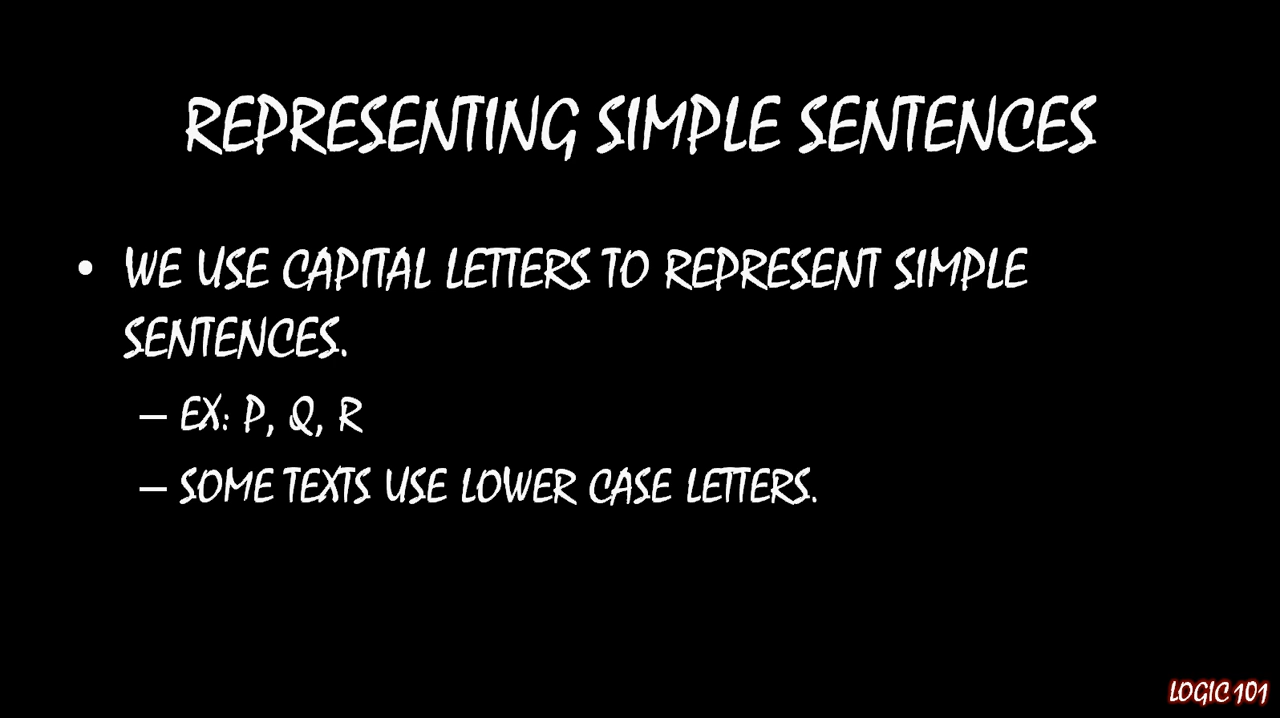 REPRESENTING SIMPLE SENTENCES
• WE USE CAPITAL LETTERS TO REPRESENT SIMPLE
SENTENCES.
– EX: P, Q, R
– SOME TEXTS USE LOWER CASE LETTERS.
LOGIC 101